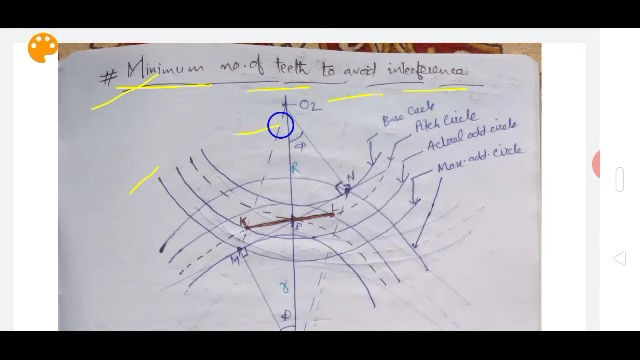 # Minimum no. of teeth to avoid interference
O2
Base circle
Pitch circle
Actual add. circle
Max. add. circle
φ
R
N
K
L
P
M
r
φ